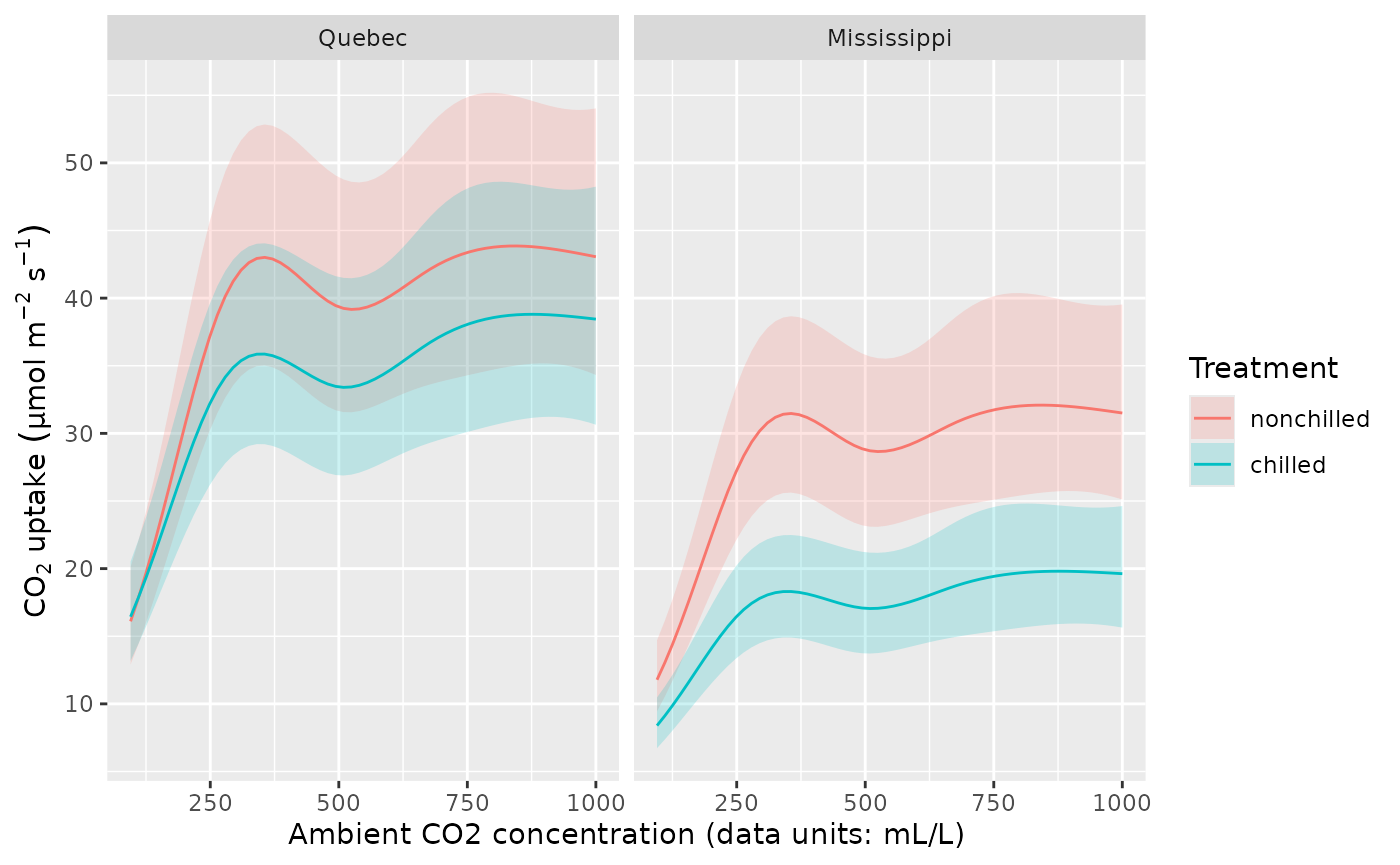 Quebec
Mississippi
50
40
30
20
10
CO₂ uptake (μmol m⁻² s⁻¹)
250
500
750
1000
250
500
750
1000
Ambient CO2 concentration (data units: mL/L)
Treatment
nonchilled
chilled